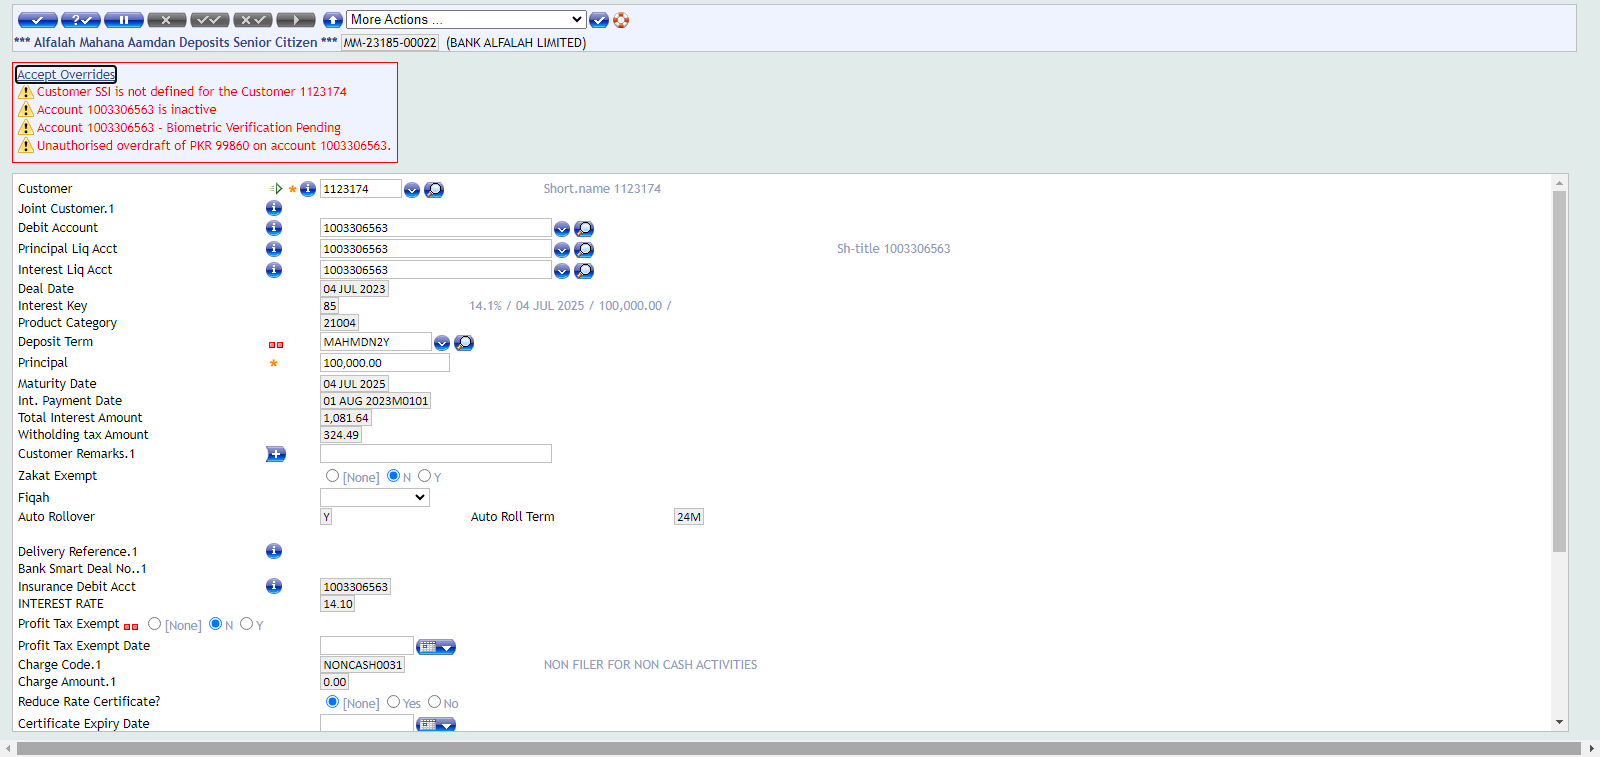 More Actions ...
*** Alfalah Mahana Aamdan Deposits Senior Citizen *** MM-23185-00022 (BANK ALFALAH LIMITED)
Accept Overrides
Customer SSI is not defined for the Customer 1123174
Account 1003306563 is inactive
Account 1003306563 - Biometric Verification Pending
Unauthorised overdraft of PKR 99860 on account 1003306563.
Customer * 1123174 Short.name 1123174
Joint Customer.1
Debit Account 1003306563
Principal Liq Acct 1003306563 Sh-title 1003306563
Interest Liq Acct 1003306563
Deal Date 04 JUL 2023
Interest Key 85 14.1% / 04 JUL 2025 / 100,000.00 /
Product Category 21004
Deposit Term MAHMDN2Y
Principal * 100,000.00
Maturity Date 04 JUL 2025
Int. Payment Date 01 AUG 2023M0101
Total Interest Amount 1,081.64
Witholding tax Amount 324.49
Customer Remarks.1
Zakat Exempt [None] N Y
Fiqah
Auto Rollover Y Auto Roll Term 24M
Delivery Reference.1
Bank Smart Deal No..1
Insurance Debit Acct 1003306563
INTEREST RATE 14.10
Profit Tax Exempt [None] N Y
Profit Tax Exempt Date
Charge Code.1 NONCASH0031 NON FILER FOR NON CASH ACTIVITIES
Charge Amount.1 0.00
Reduce Rate Certificate? [None] Yes No
Certificate Expiry Date